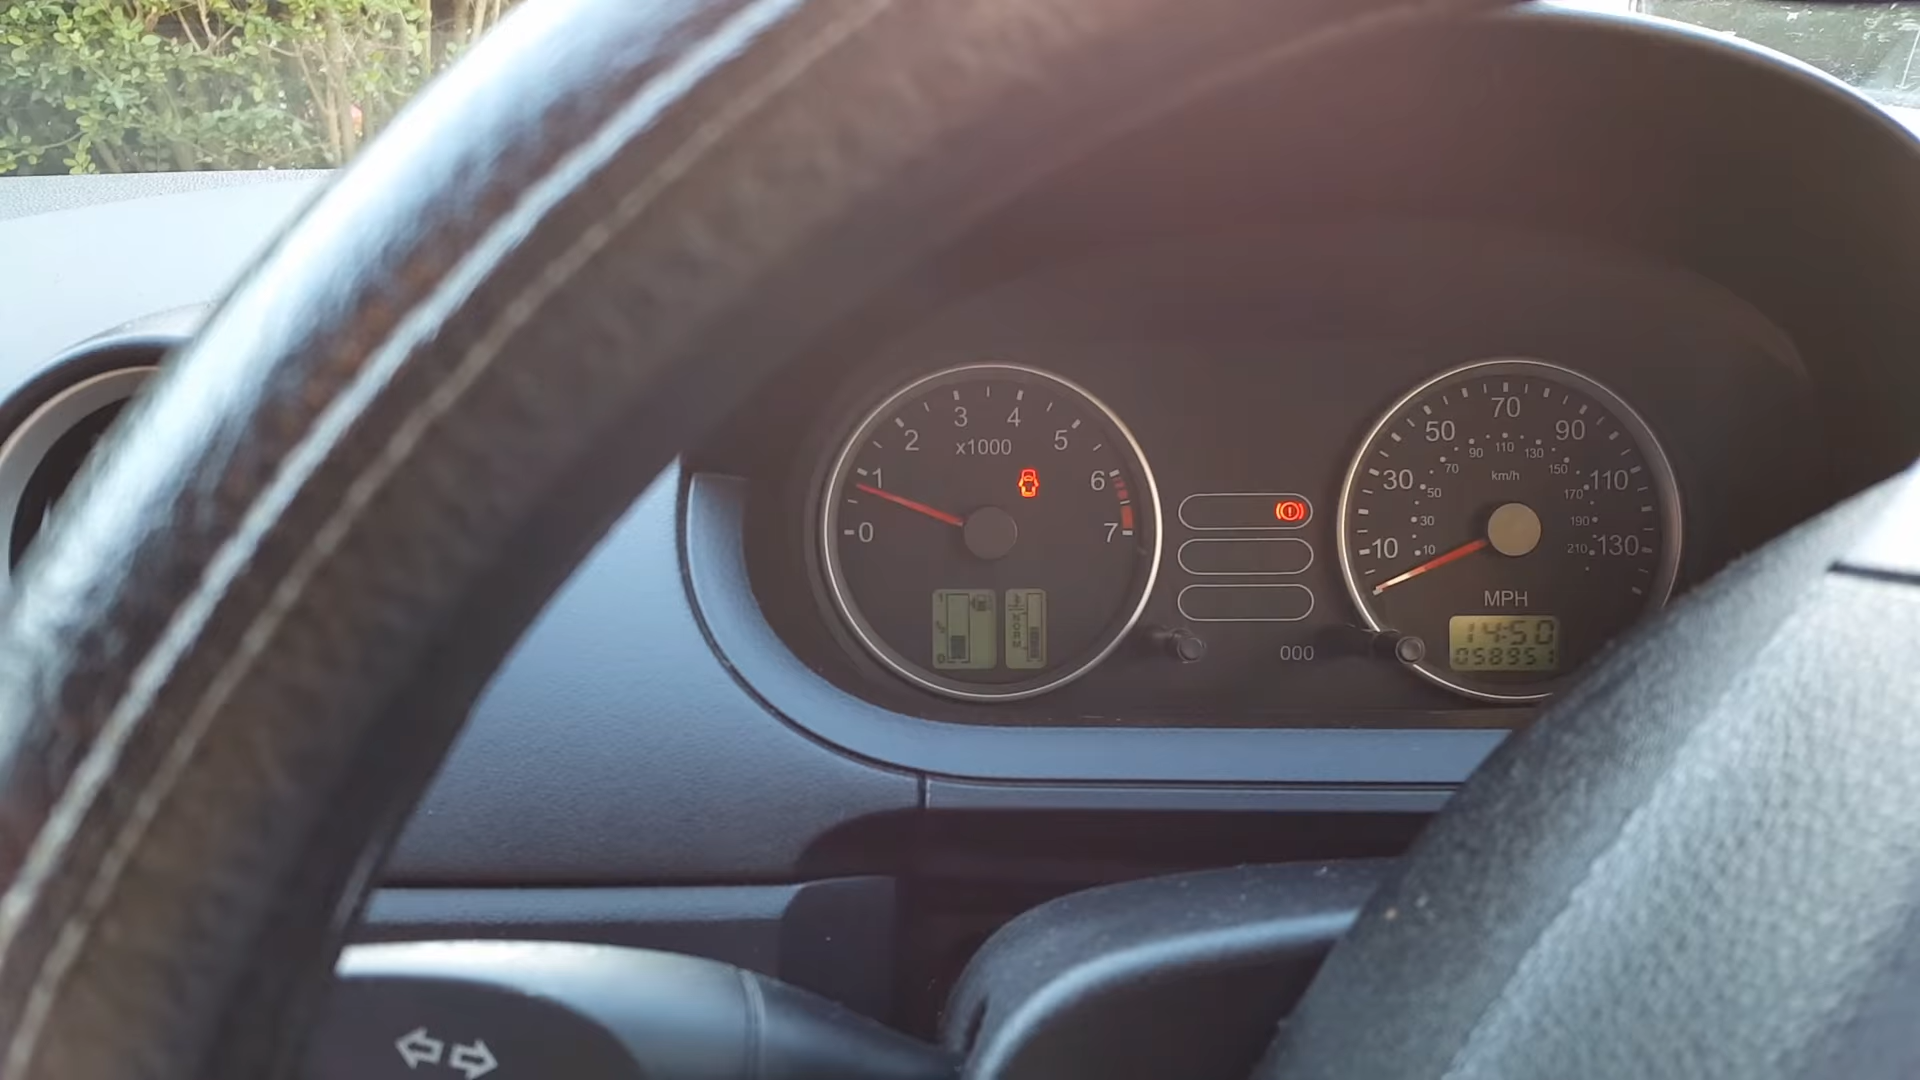 0 1 2 3 4 5 6 7
x1000
000
10 30 50 70 90 110 130
10 30 50 70 90 110 130 150 170 190 210
km/h
MPH
14:50
058951